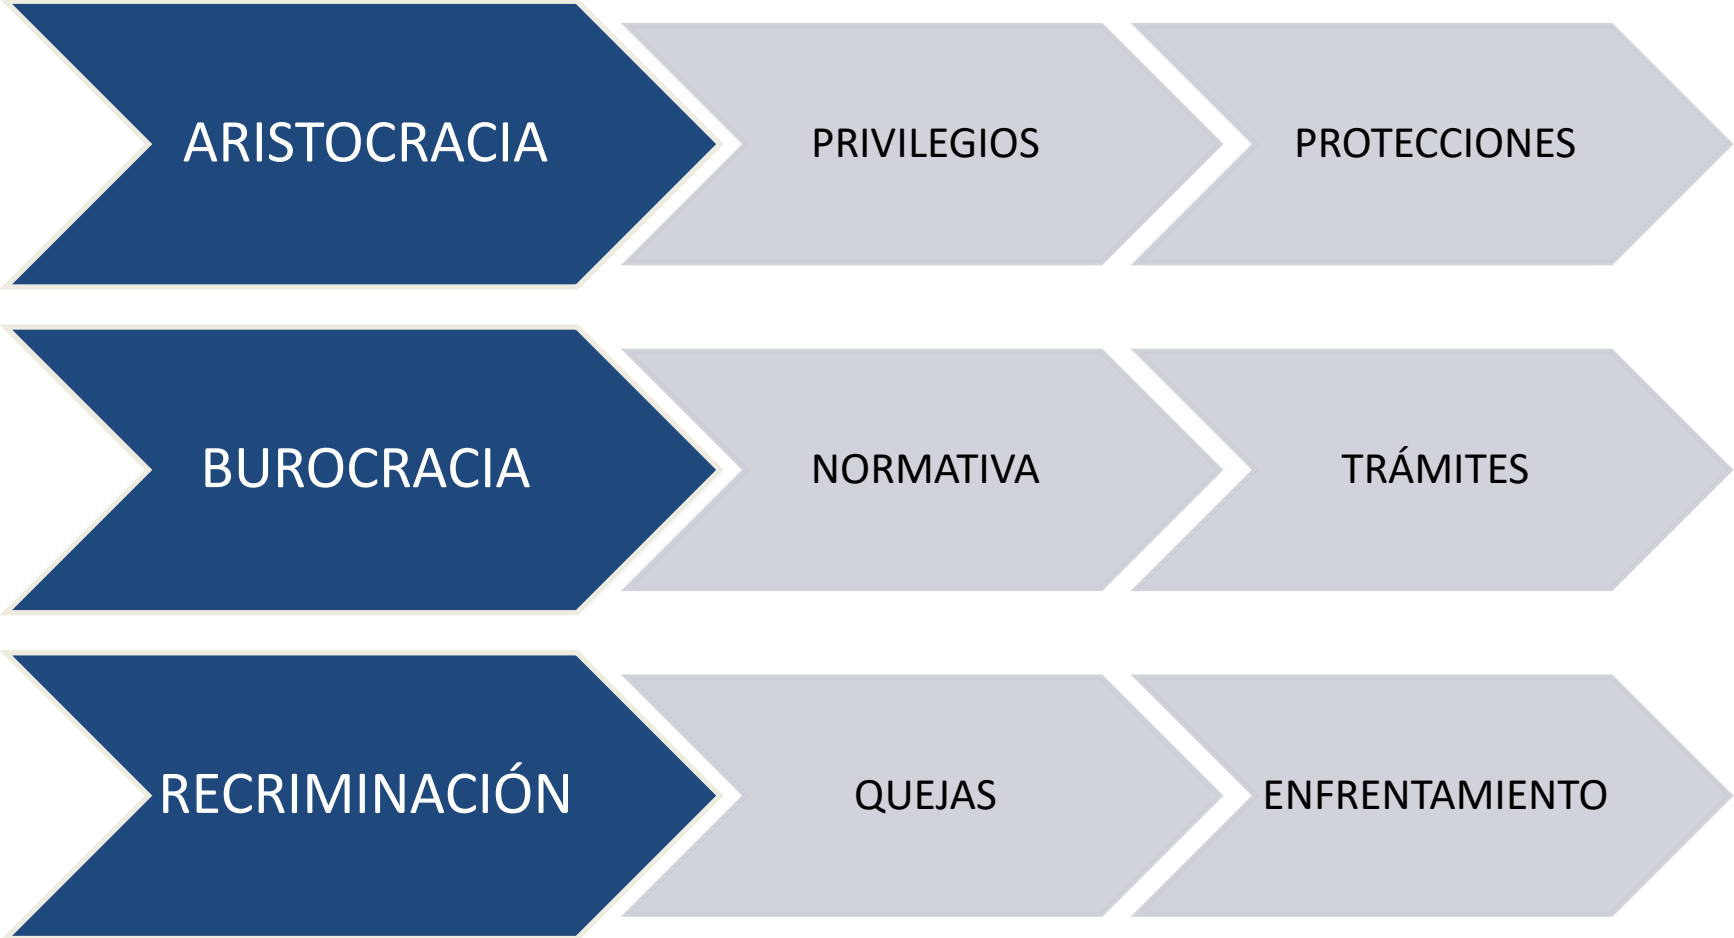 ARISTOCRACIA
PRIVILEGIOS
PROTECCIONES
BUROCRACIA
NORMATIVA
TRÁMITES
RECRIMINACIÓN
QUEJAS
ENFRENTAMIENTO